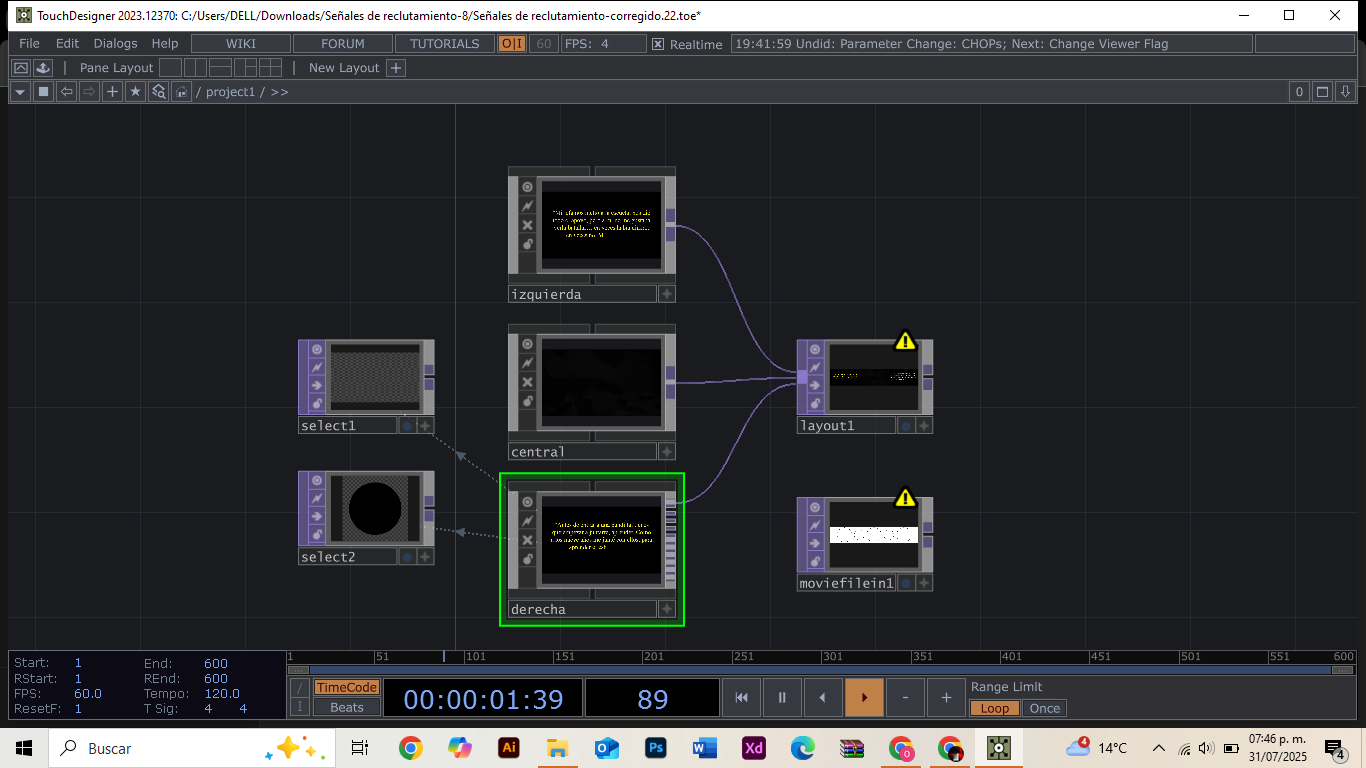 TouchDesigner 2023.12370: C:/Users/DELL/Downloads/Señales de reclutamiento-8/Señales de reclutamiento-corregido.22.toe*
File Edit Dialogs Help WIKI FORUM TUTORIALS O|I 60 FPS: 4 Realtime 19:41:59 Undid: Parameter Change: CHOPs; Next: Change Viewer Flag
Pane Layout New Layout +
/ project1 / >> 0
izquierda
select1
central
layout1
select2
derecha
moviefilein1
1 51 101 151 201 251 301 351 401 451 501 551 600
Start: 1 End: 600
RStart: 1 REnd: 600
FPS: 60.0 Tempo: 120.0
ResetF: 1 T Sig: 4 4
TimeCode
Beats
00:00:01:39
89
- +
Range Limit
Loop Once
Buscar
Ai
Ps
Xd
4
14°C
07:46 p. m.
31/07/2025
4